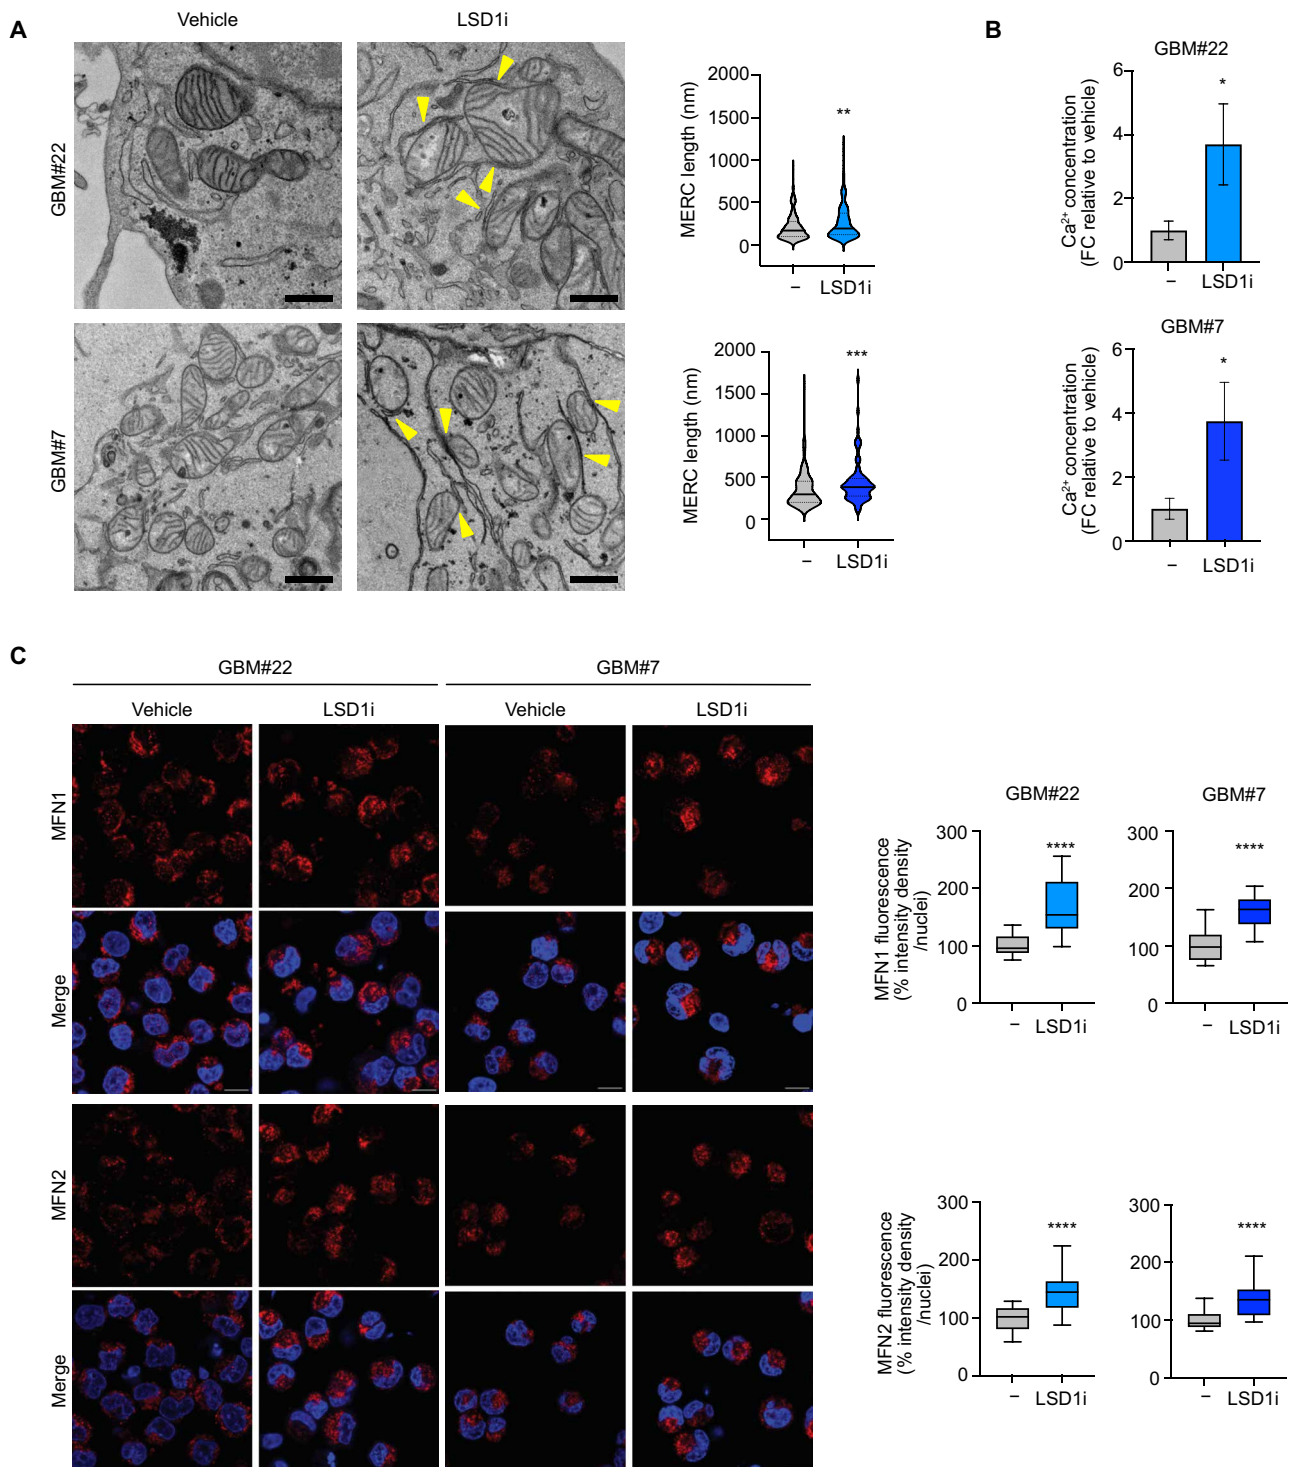 A
Vehicle
LSD1i
GBM#22
GBM#7
MERC length (nm)
2000
1500
1000
500
0
**
–
LSD1i
MERC length (nm)
2000
1500
1000
500
0
***
–
LSD1i
B
GBM#22
Ca²⁺ concentration
(FC relative to vehicle)
6
4
2
0
*
–
LSD1i
GBM#7
Ca²⁺ concentration
(FC relative to vehicle)
6
4
2
0
*
–
LSD1i
C
GBM#22
GBM#7
Vehicle
LSD1i
Vehicle
LSD1i
MFN1
Merge
MFN2
Merge
GBM#22
MFN1 fluorescence
(% intensity density
/nuclei)
300
200
100
0
****
–
LSD1i
GBM#7
300
200
100
0
****
–
LSD1i
MFN2 fluorescence
(% intensity density
/nuclei)
300
200
100
0
****
–
LSD1i
300
200
100
0
****
–
LSD1i